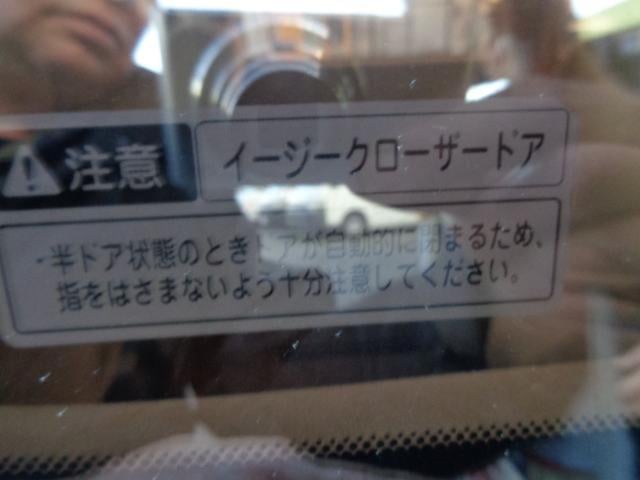 注意 イージークローザードア
・半ドア状態のときドアが自動的に閉まるため、
指をはさまないよう十分注意してください。